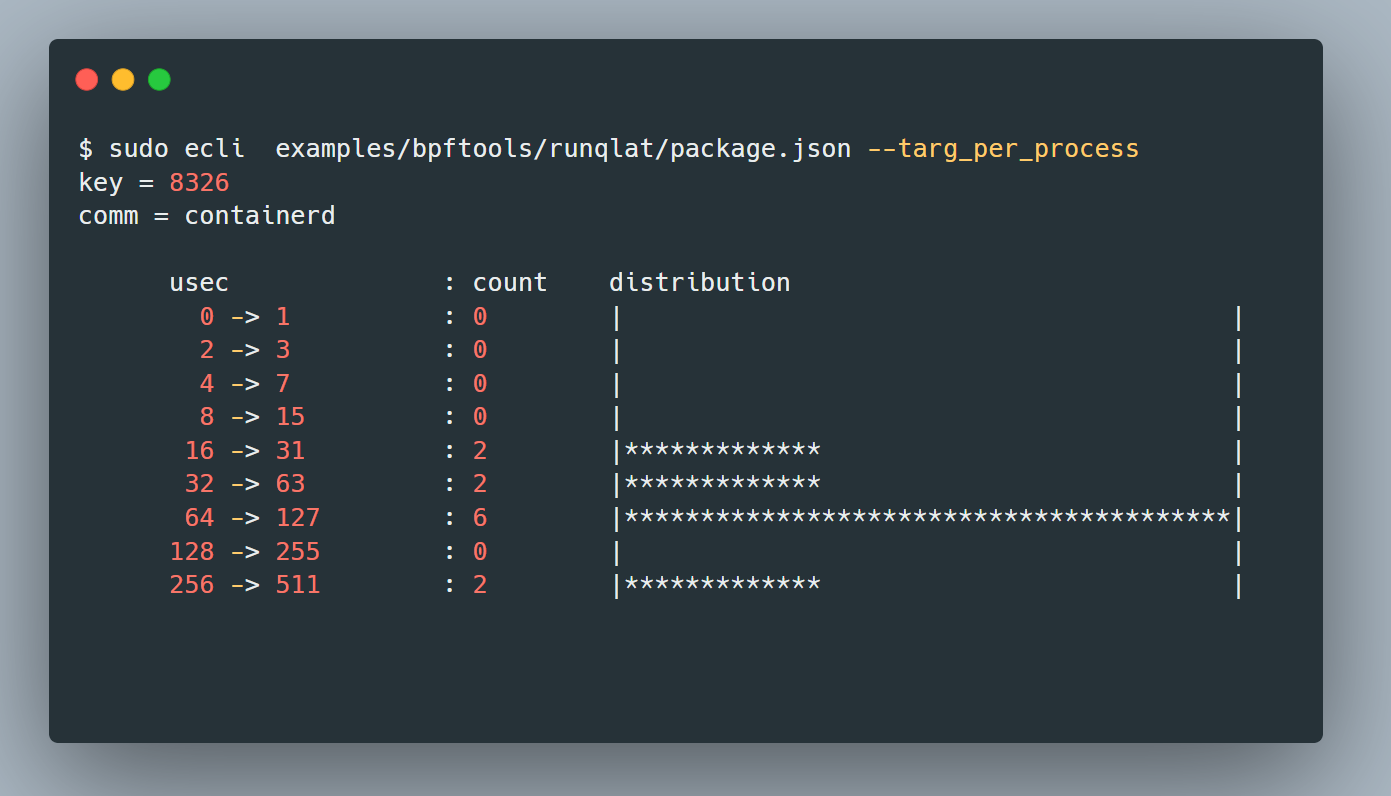 $ sudo ecli  examples/bpftools/runqlat/package.json --targ_per_process
key = 8326
comm = containerd

      usec              : count    distribution
        0 -> 1          : 0        |                                        |
        2 -> 3          : 0        |                                        |
        4 -> 7          : 0        |                                        |
        8 -> 15         : 0        |                                        |
       16 -> 31         : 2        |*************                           |
       32 -> 63         : 2        |*************                           |
       64 -> 127        : 6        |****************************************|
      128 -> 255        : 0        |                                        |
      256 -> 511        : 2        |*************                           |